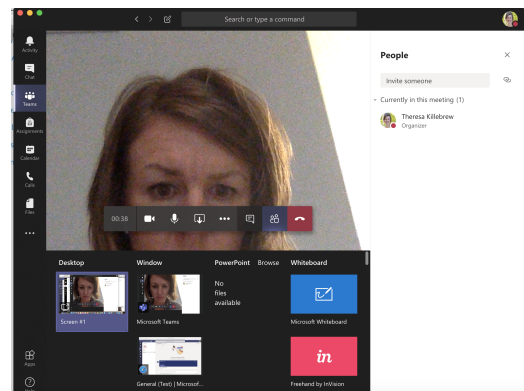 Search or type a command
Activity
Chat
Teams
Assignments
Calendar
Calls
Files
Apps
Help
00:38
People
Invite someone
Currently in this meeting (1)
Theresa Killebrew
Organizer
Desktop
Window
PowerPoint
Browse
Whiteboard
Screen #1
Microsoft Teams
No
files
available
Microsoft Whiteboard
General (Test) | Microsof...
in
Freehand by InVision